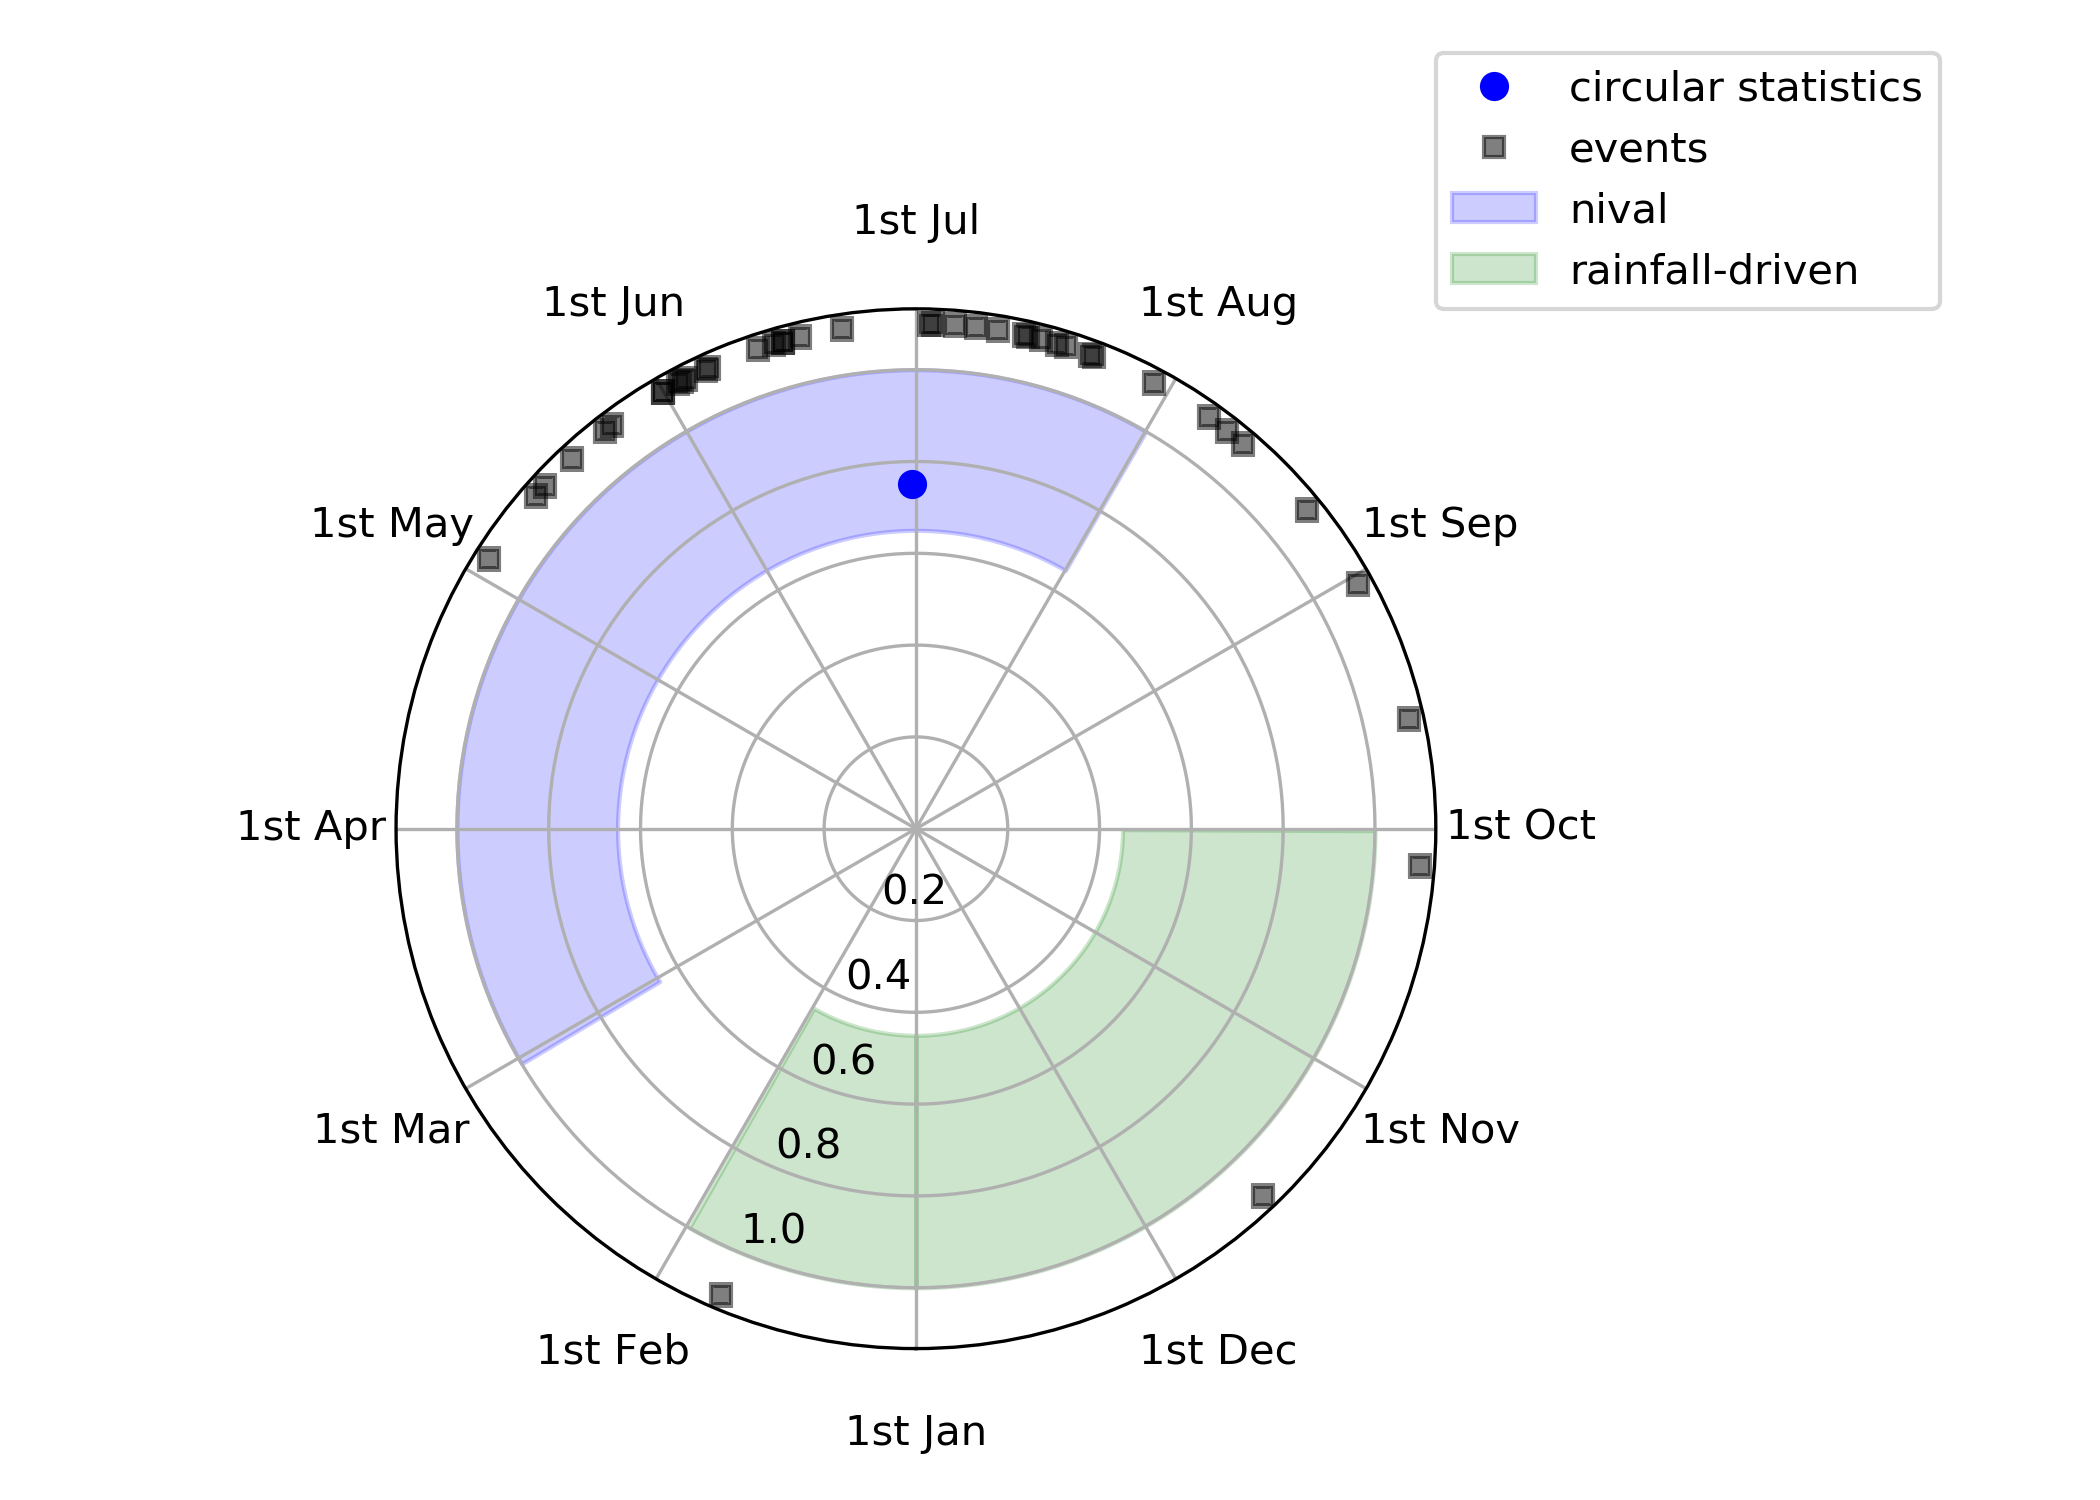 circular statistics
events
nival
rainfall-driven
1st Jul
1st Jun
1st Aug
1st May
1st Sep
1st Apr
1st Oct
0.2
0.4
0.6
0.8
1.0
1st Mar
1st Nov
1st Feb
1st Dec
1st Jan